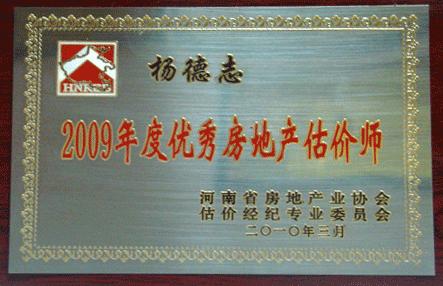 杨德志
2009年度优秀房地产估价师
河南省房地产业协会
估价经纪专业委员会
二〇一〇年三月